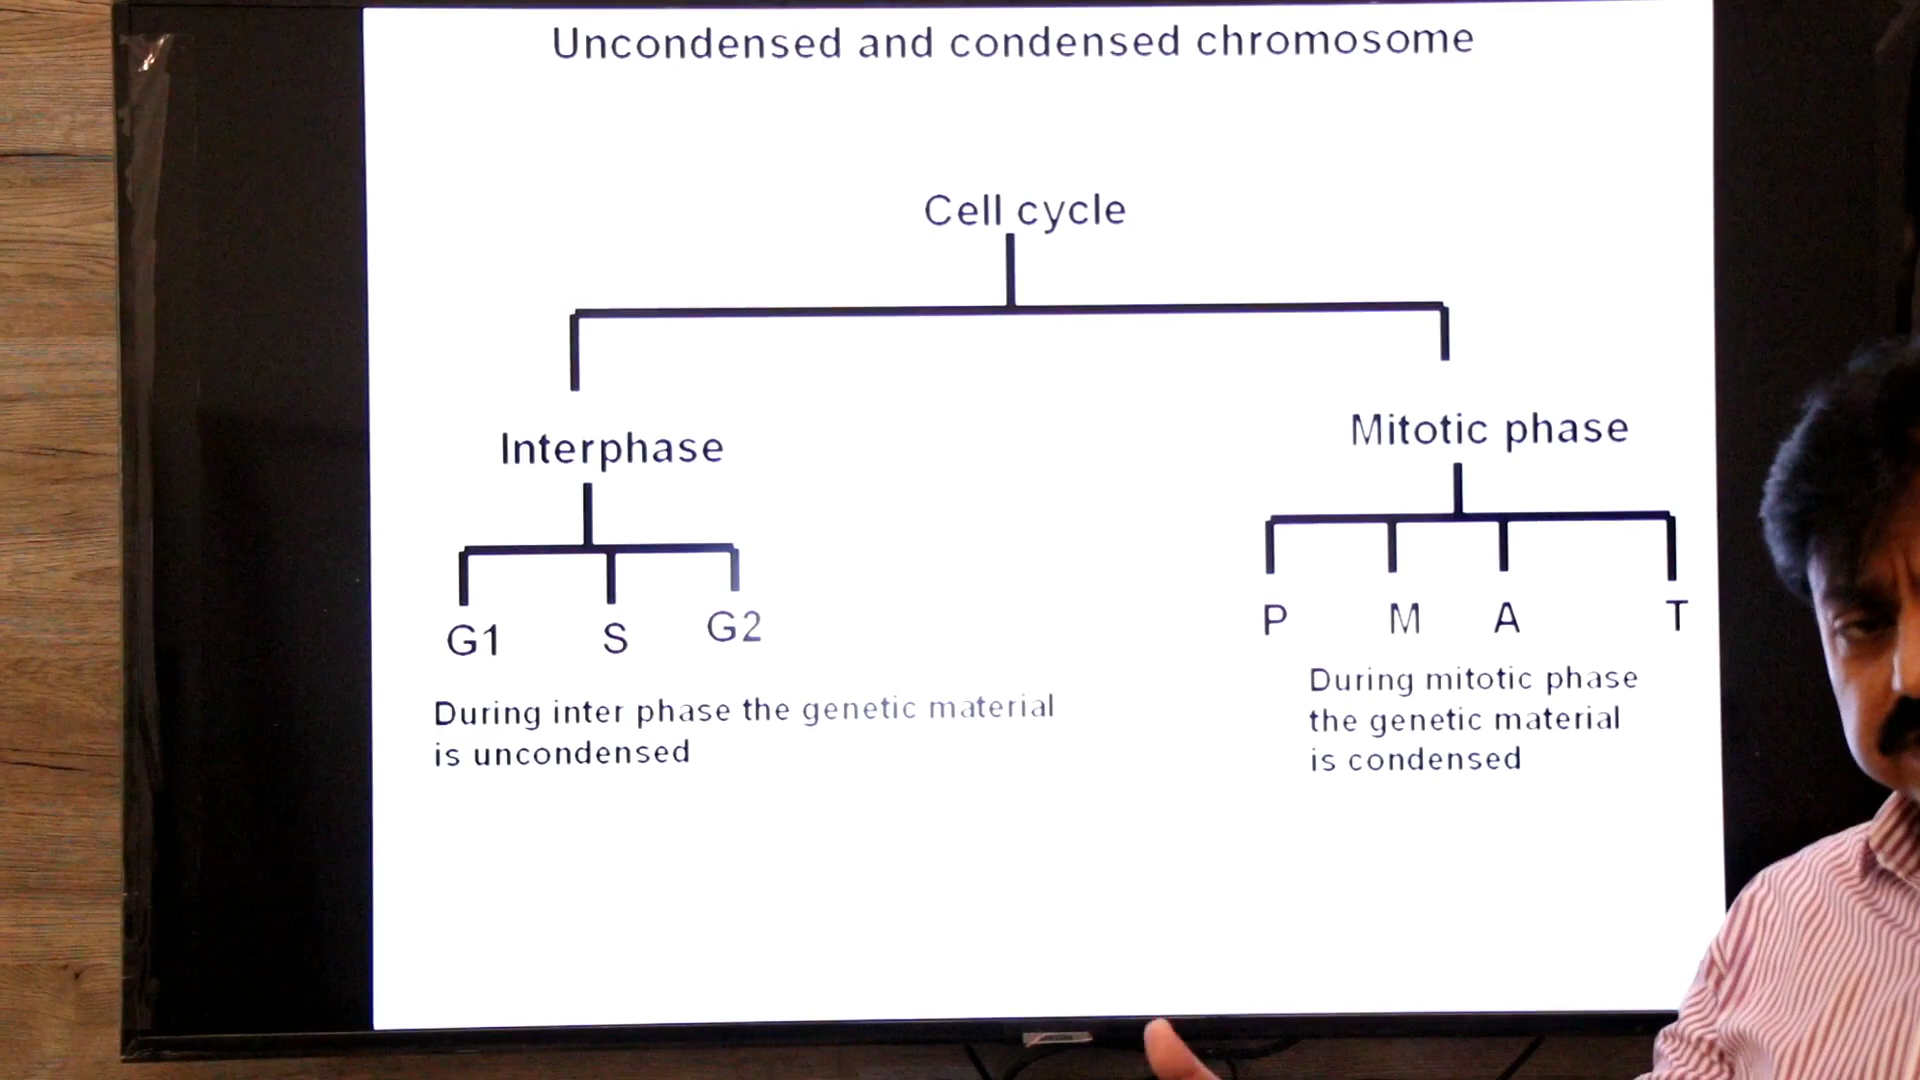 Uncondensed and condensed chromosome
Cell cycle
Interphase
Mitotic phase
G1 S G2
P M A T
During inter phase the genetic material
is uncondensed
During mitotic phase
the genetic material
is condensed